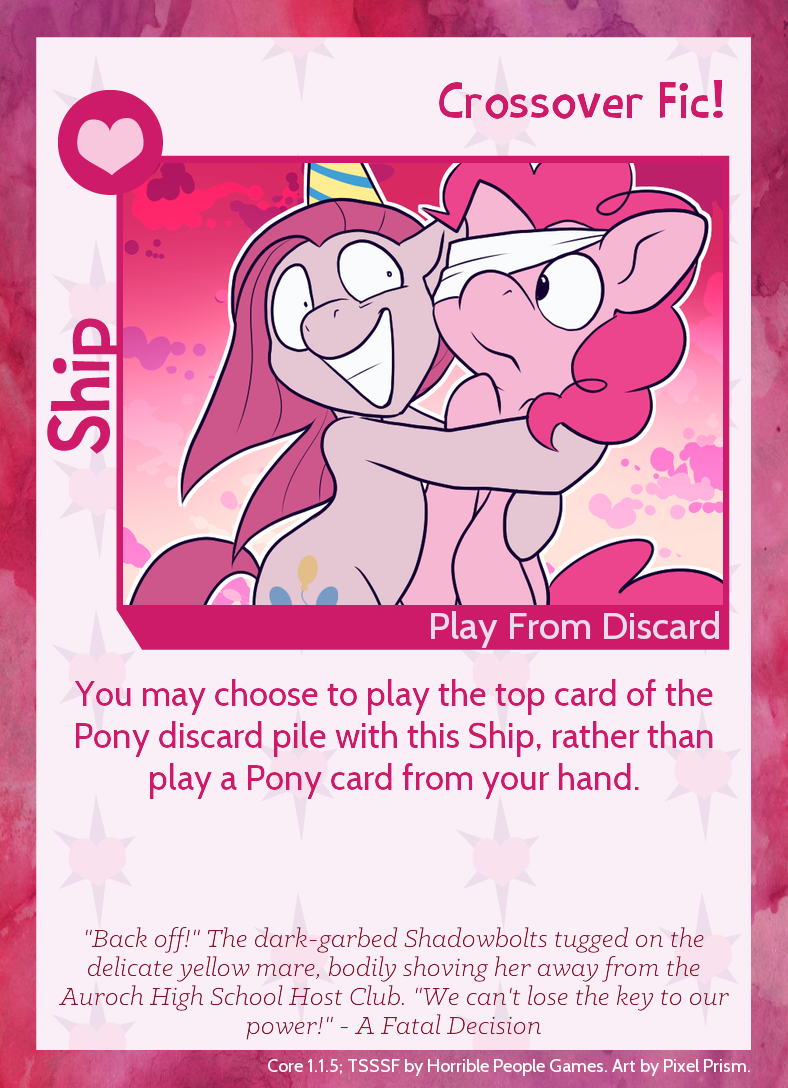 Crossover Fic!
Ship
Play From Discard
You may choose to play the top card of the
Pony discard pile with this Ship, rather than
play a Pony card from your hand.
"Back off!" The dark-garbed Shadowbolts tugged on the
delicate yellow mare, bodily shoving her away from the
Auroch High School Host Club. "We can't lose the key to our
power!" - A Fatal Decision
Core 1.1.5; TSSSF by Horrible People Games. Art by Pixel Prism.